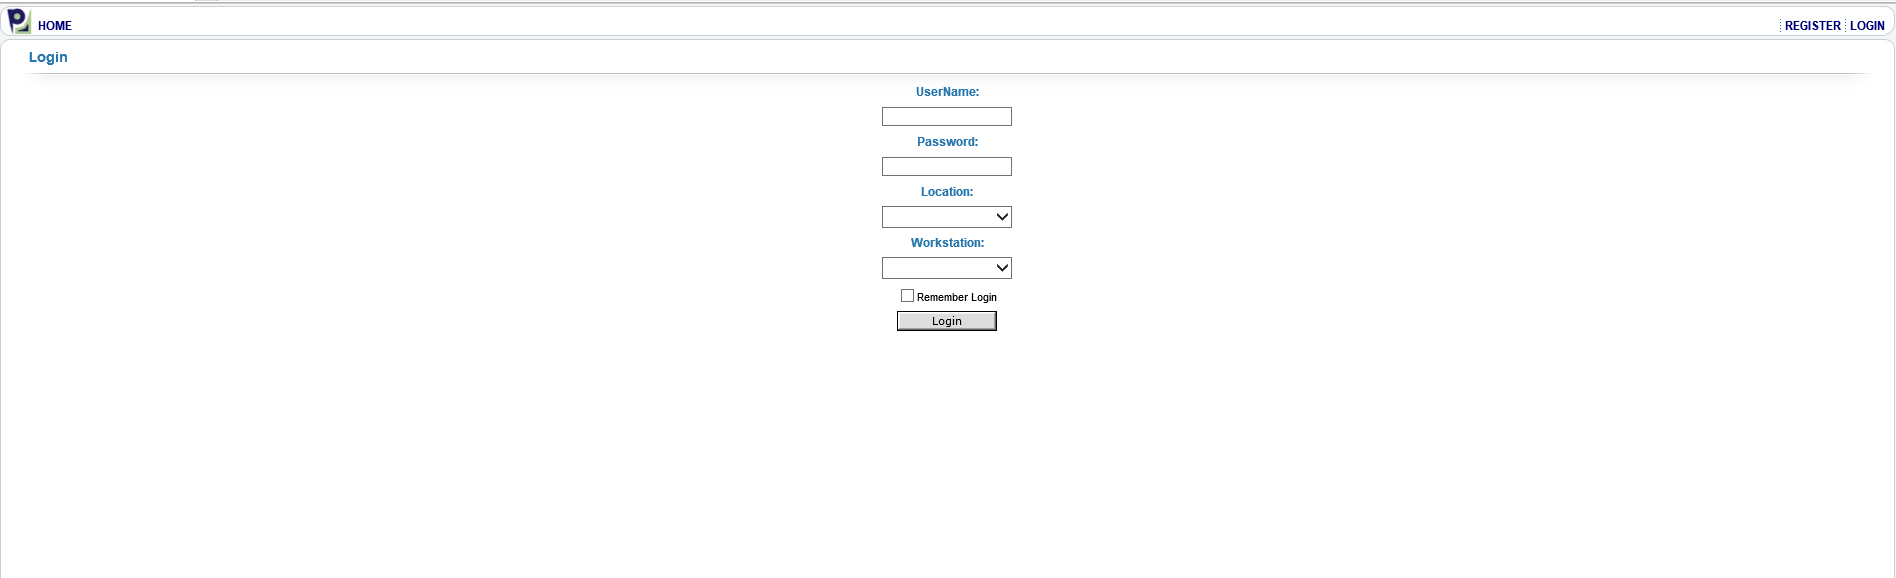 HOME
REGISTER LOGIN
Login
UserName:
Password:
Location:
Workstation:
Remember Login
Login